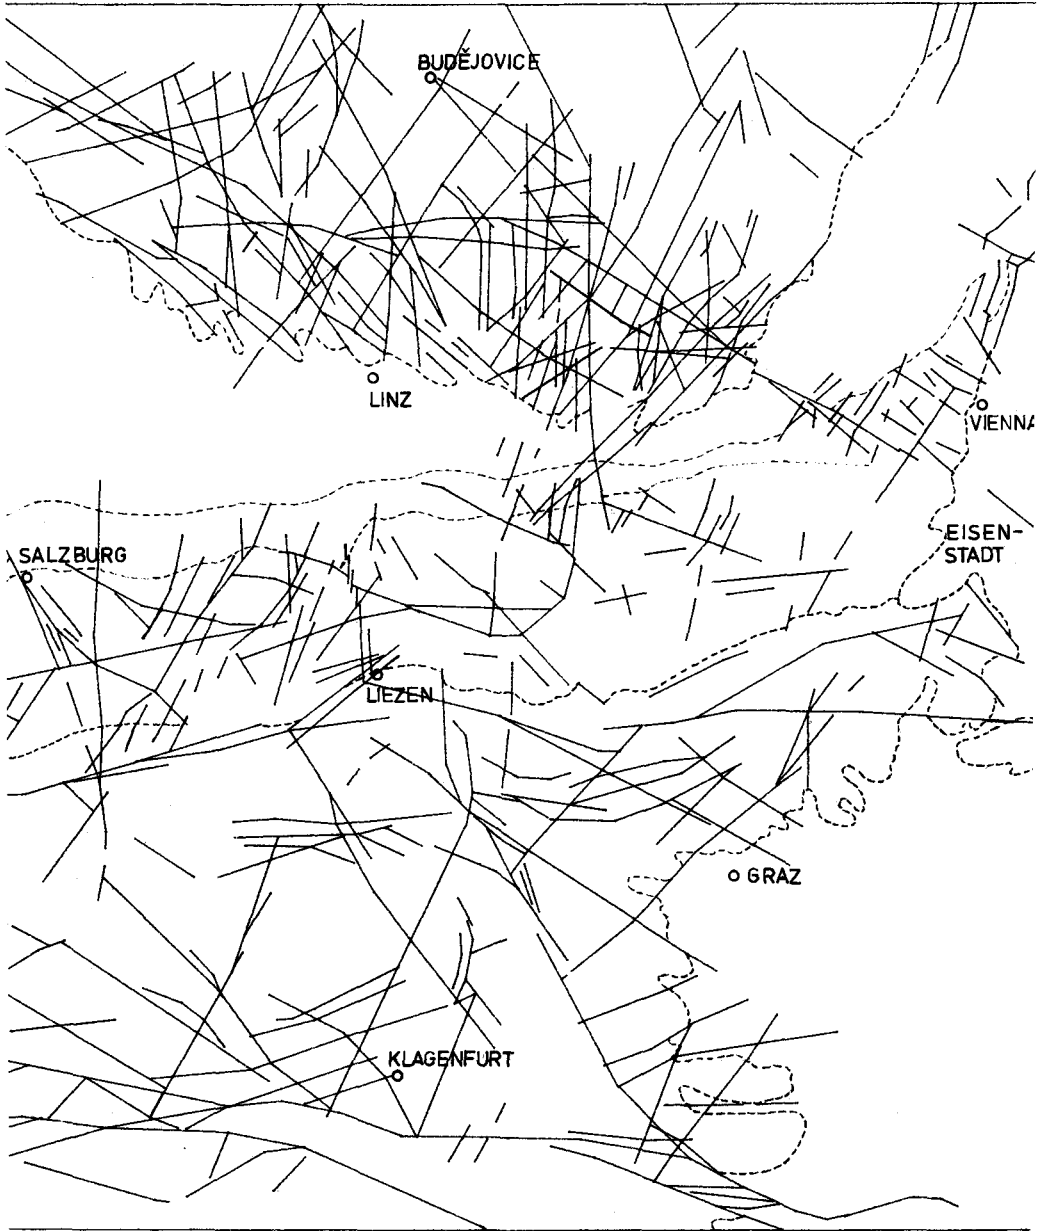 BUDĚJOVICE
LINZ
VIENNA
EISEN-
STADT
SALZBURG
LIEZEN
GRAZ
KLAGENFURT